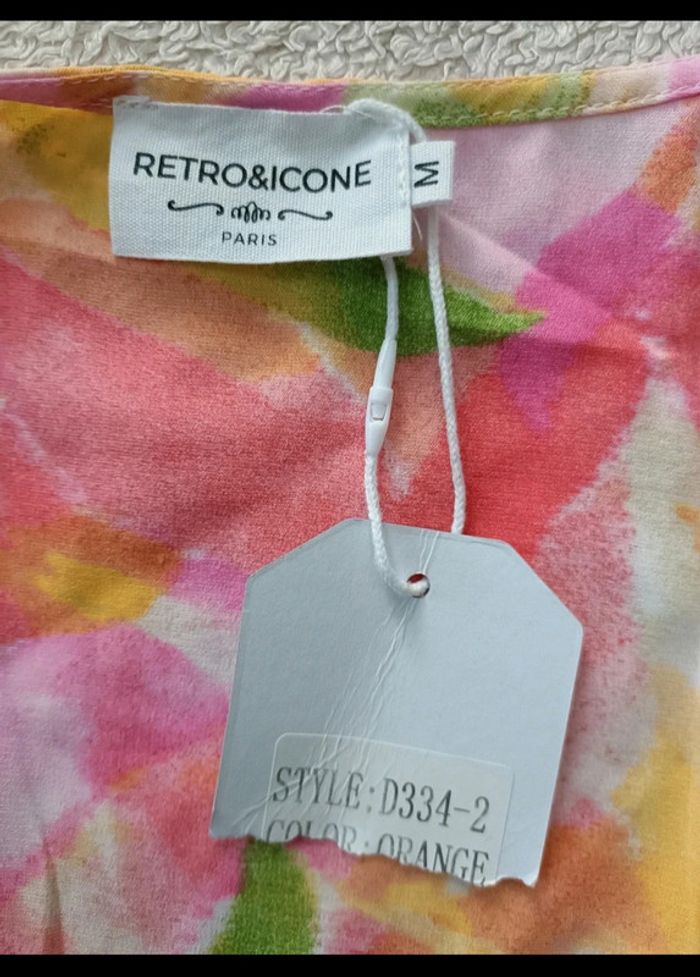 RETRO&ICONE
PARIS
M
STYLE:D334-2
COLOR:ORANGE